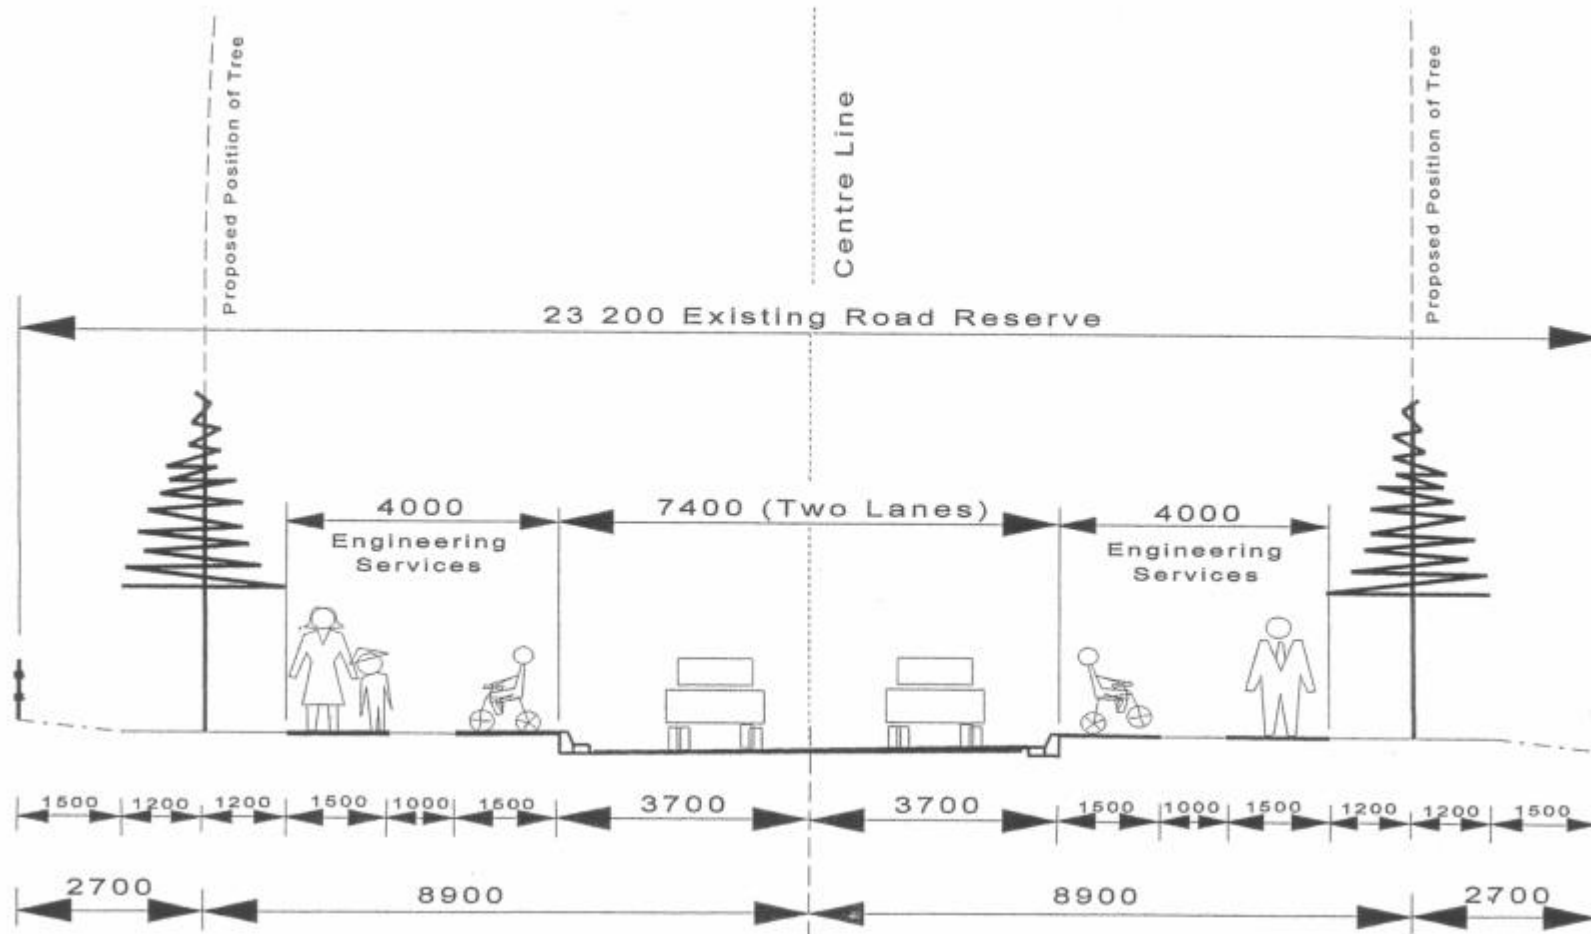 Proposed Position of Tree
Centre Line
Proposed Position of Tree
23 200 Existing Road Reserve
4000
7400 (Two Lanes)
4000
Engineering
Services
Engineering
Services
1500 1200 1200 1500 1000 1500 3700 3700 1500 1000 1500 1200 1200 1500
2700 8900 8900 2700